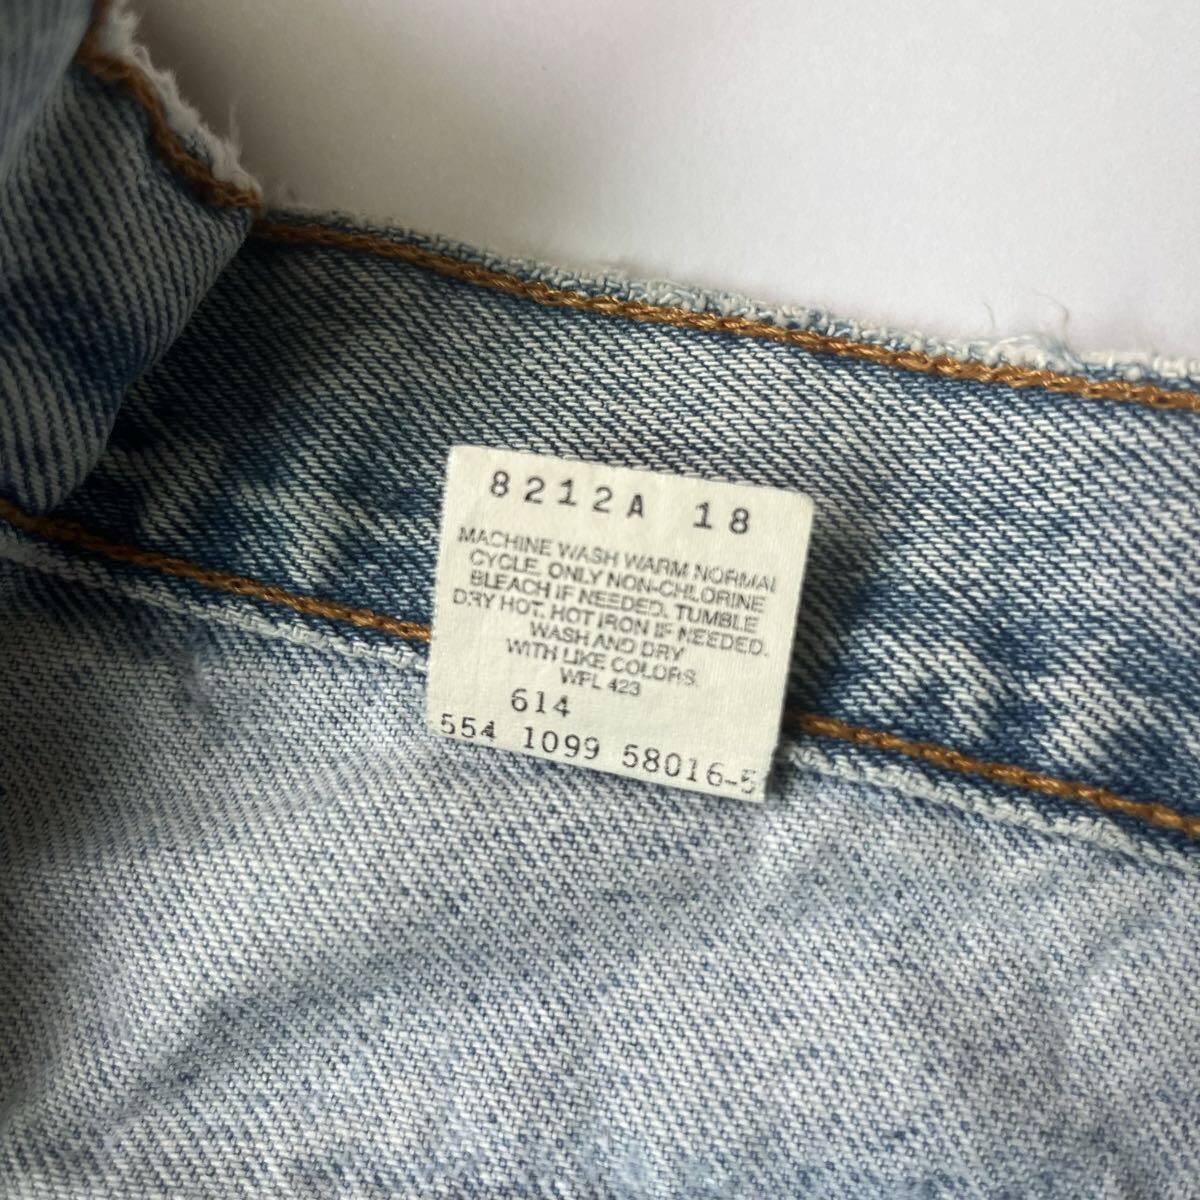 8212A 18
MACHINE WASH WARM NORMAL
CYCLE. ONLY NON-CHLORINE
BLEACH IF NEEDED. TUMBLE
DRY HOT. HOT IRON IF NEEDED.
WASH AND DRY
WITH LIKE COLORS.
WPL 423
614
554 1099 58016-5